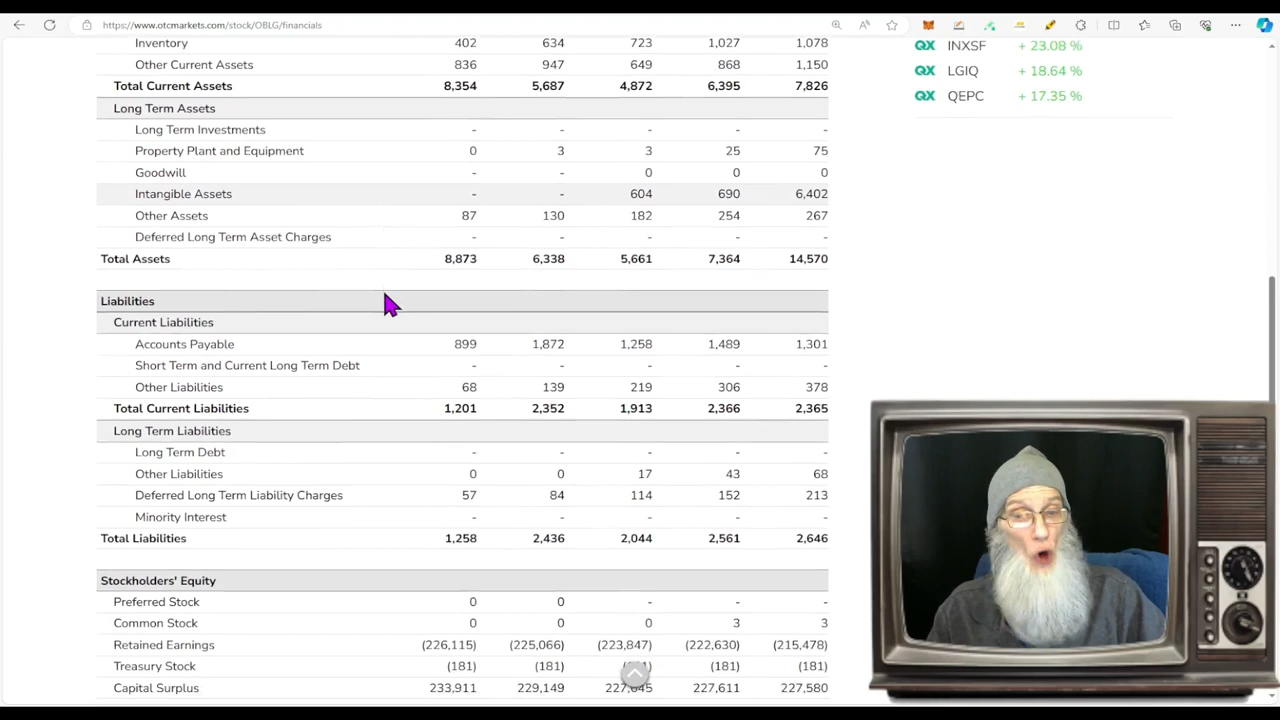 https://www.otcmarkets.com/stock/OBLG/financials
Inventory 402 634 723 1,027 1,078
Other Current Assets 836 947 649 868 1,150
Total Current Assets 8,354 5,687 4,872 6,395 7,826
Long Term Assets
Long Term Investments - - - - -
Property Plant and Equipment 0 3 3 25 75
Goodwill - - 0 0 0
Intangible Assets - - 604 690 6,402
Other Assets 87 130 182 254 267
Deferred Long Term Asset Charges - - - - -
Total Assets 8,873 6,338 5,661 7,364 14,570
Liabilities
Current Liabilities
Accounts Payable 899 1,872 1,258 1,489 1,301
Short Term and Current Long Term Debt - - - - -
Other Liabilities 68 139 219 306 378
Total Current Liabilities 1,201 2,352 1,913 2,366 2,365
Long Term Liabilities
Long Term Debt - - - - -
Other Liabilities 0 0 17 43 68
Deferred Long Term Liability Charges 57 84 114 152 213
Minority Interest - - - - -
Total Liabilities 1,258 2,436 2,044 2,561 2,646
Stockholders' Equity
Preferred Stock 0 0 - - -
Common Stock 0 0 0 3 3
Retained Earnings (226,115) (225,066) (223,847) (222,630) (215,478)
Treasury Stock (181) (181) (181) (181)
Capital Surplus 233,911 229,149 227,611 227,580
QX INXSF + 23.08 %
QX LGIQ + 18.64 %
QX QEPC + 17.35 %